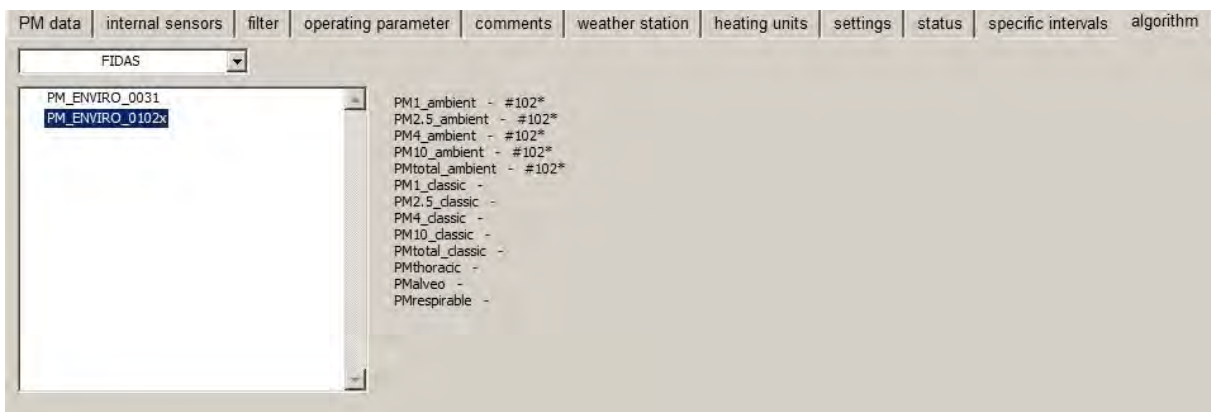 PM data internal sensors filter operating parameter comments weather station heating units settings status specific intervals algorithm
FIDAS
PM_ENVIRO_0031
PM_ENVIRO_0102x
PM1_ambient - #102*
PM2.5_ambient - #102*
PM4_ambient - #102*
PM10_ambient - #102*
PMtotal_ambient - #102*
PM1_classic -
PM2.5_classic -
PM4_classic -
PM10_classic -
PMtotal_classic -
PMthoracic -
PMalveo -
PMrespirable -